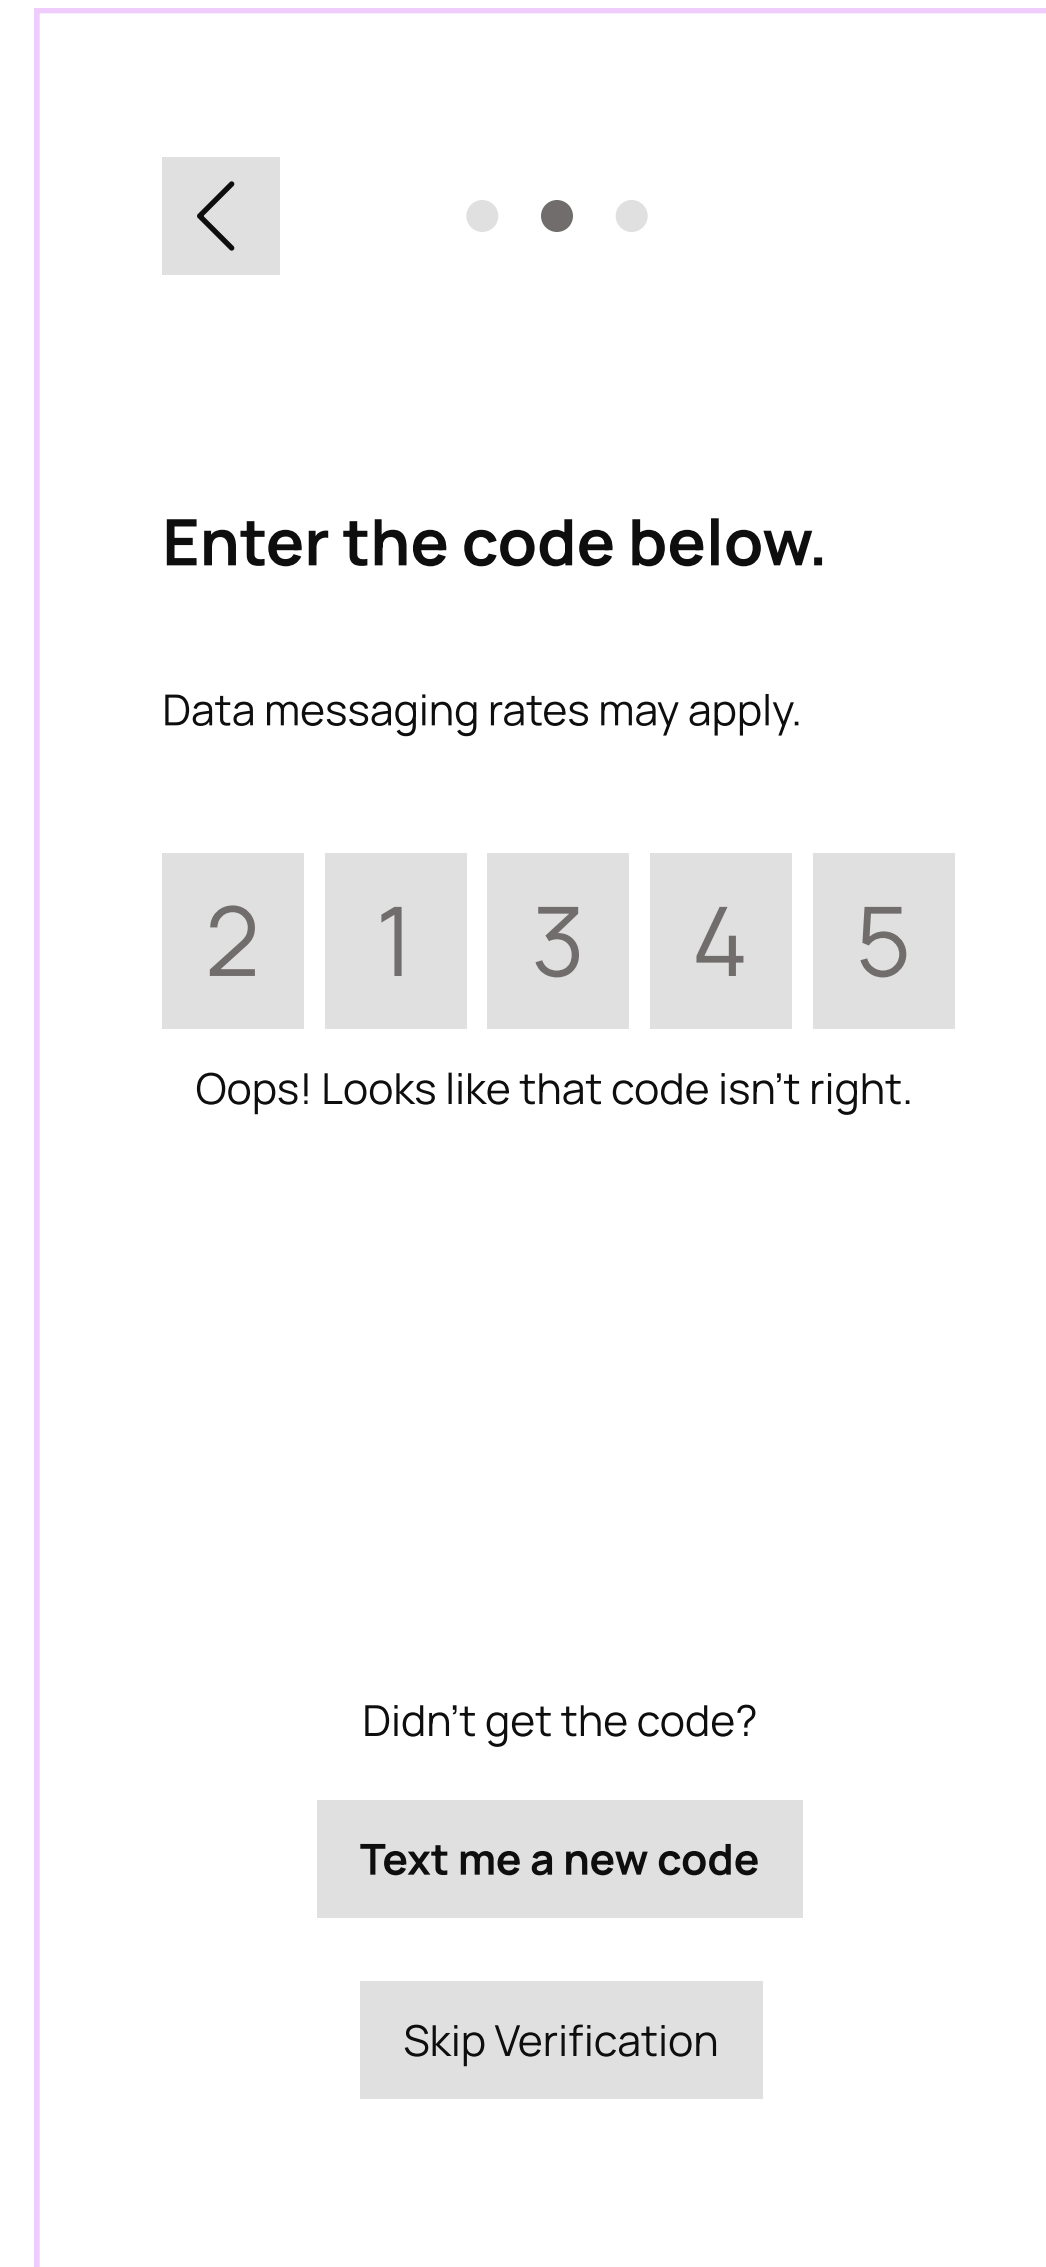 Enter the code below.
Data messaging rates may apply.
2 1 3 4 5
Oops! Looks like that code isn’t right.
Didn’t get the code?
Text me a new code
Skip Verification